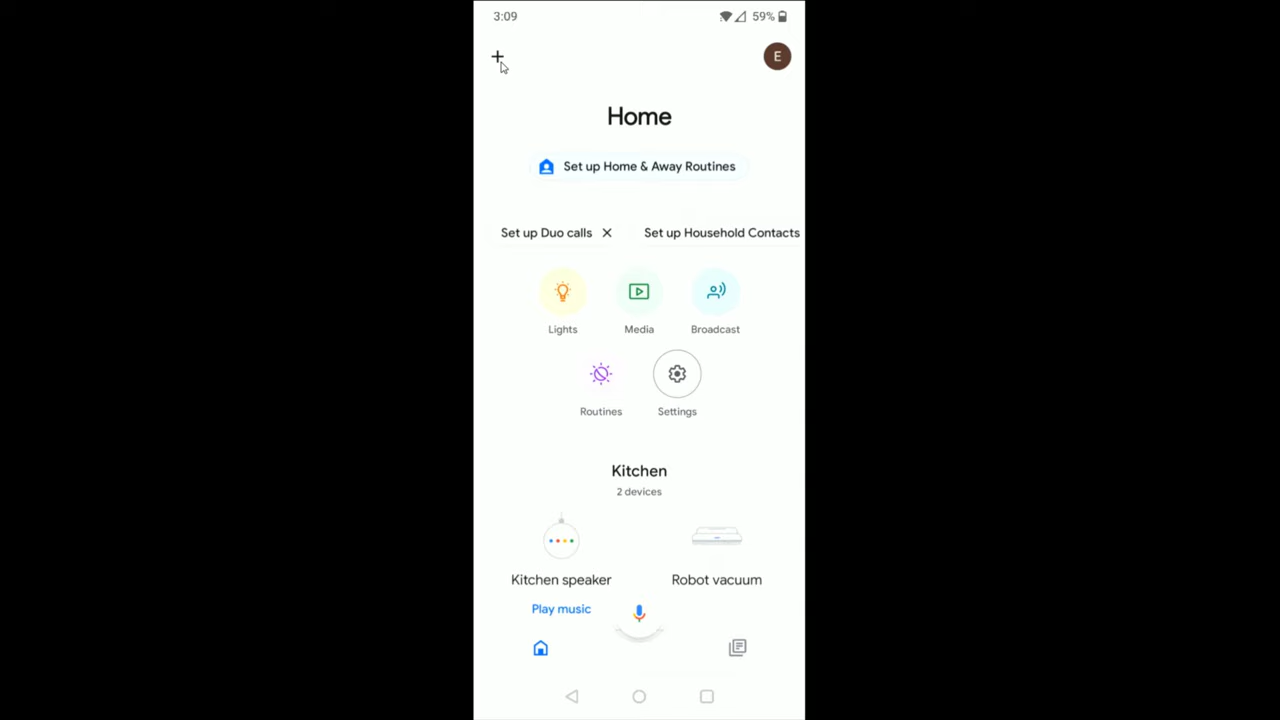 3:09
59%
E
Home
Set up Home & Away Routines
Set up Duo calls
Set up Household Contacts
Lights
Media
Broadcast
Routines
Settings
Kitchen
2 devices
Kitchen speaker
Robot vacuum
Play music